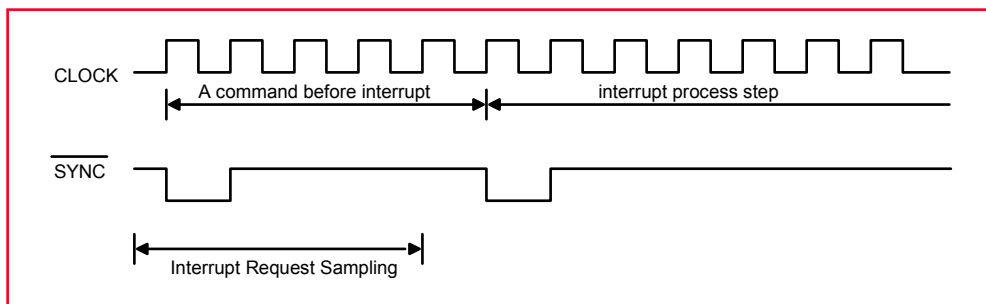 CLOCK
A command before interrupt
interrupt process step
SYNC
Interrupt Request Sampling